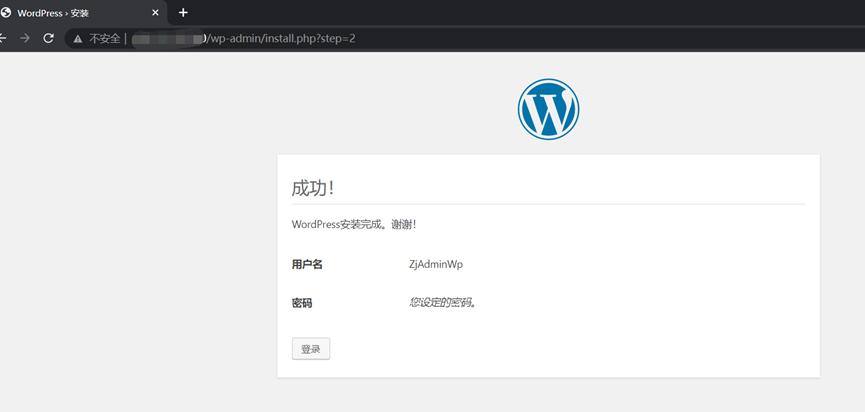 WordPress › 安装
不安全 | /wp-admin/install.php?step=2
成功！
WordPress安装完成。谢谢！
用户名 ZjAdminWp
密码 您设定的密码。
登录